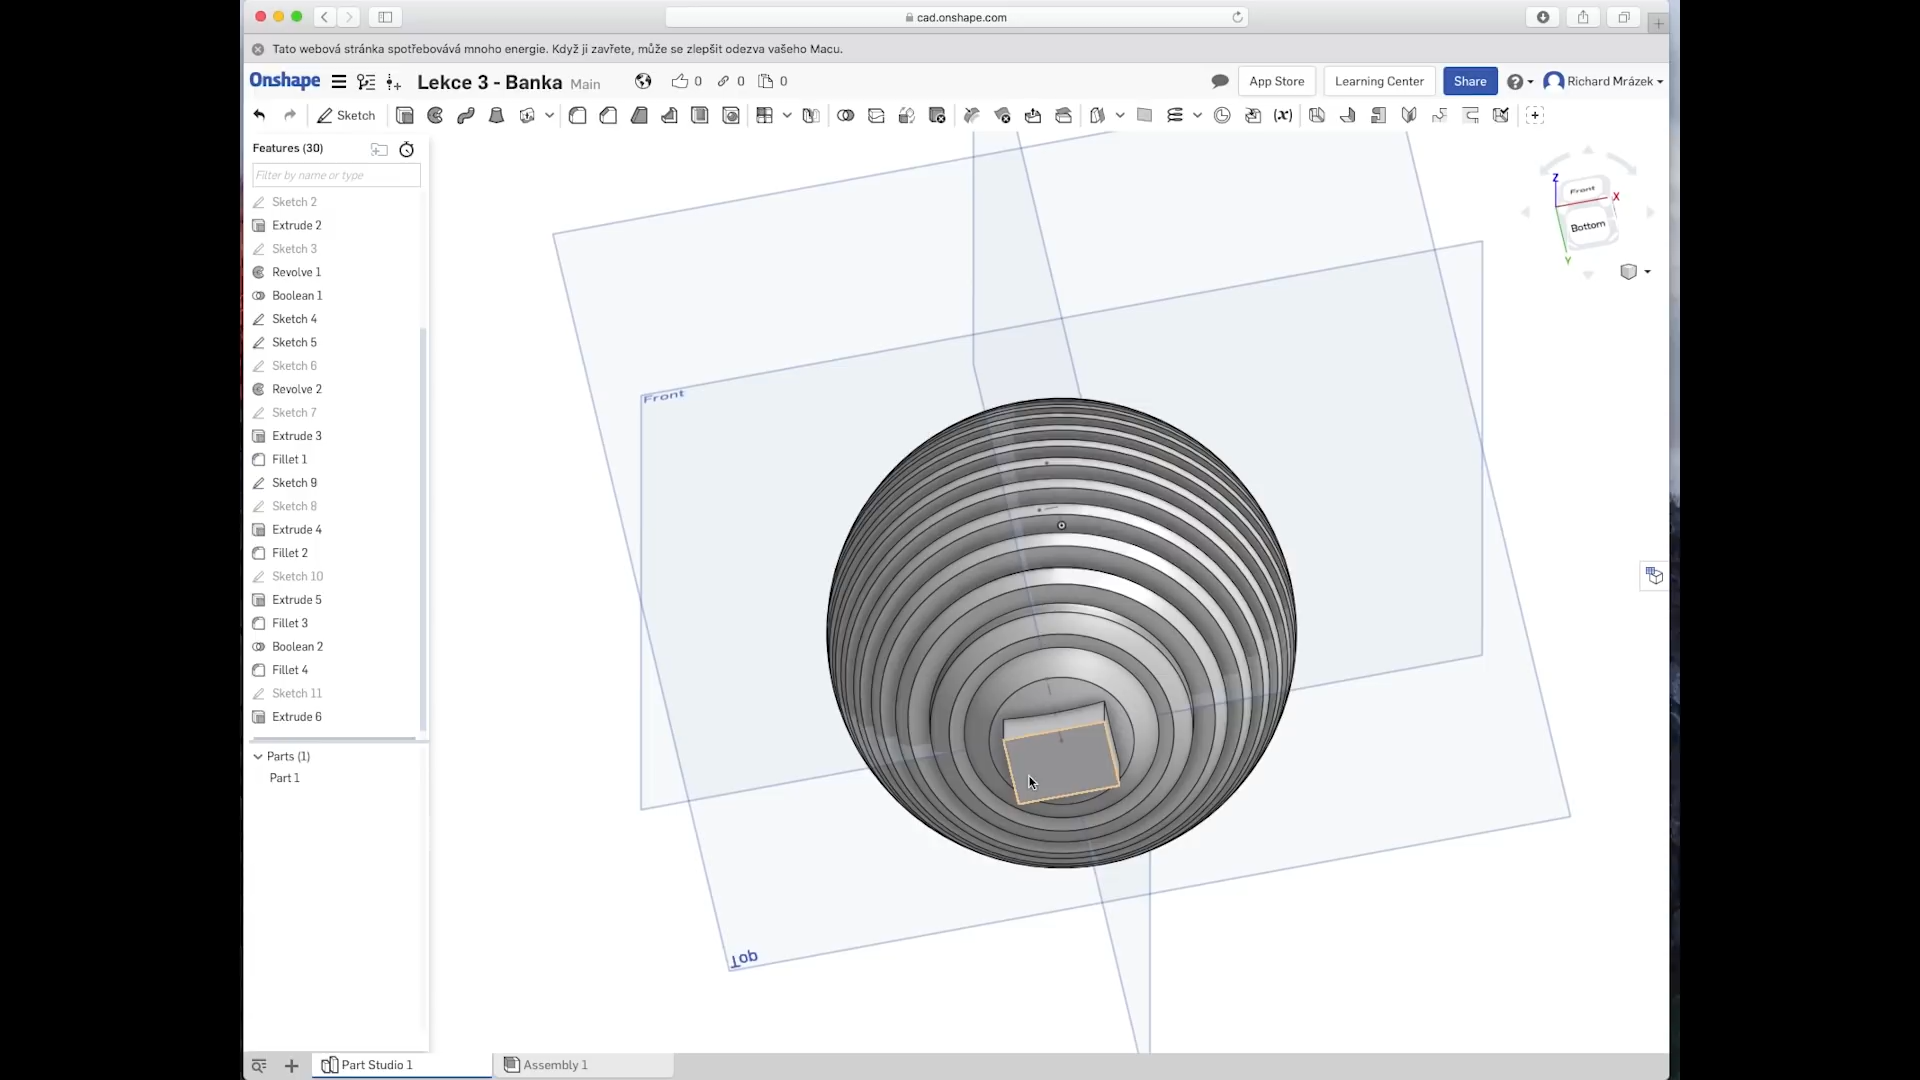 cad.onshape.com
Tato webová stránka spotřebovává mnoho energie. Když ji zavřete, může se zlepšit odezva vašeho Macu.
Onshape Lekce 3 - Banka Main 0 0 0 App Store Learning Center Share Richard Mrázek
Sketch (x)
Features (30)
Filter by name or type
Sketch 2
Extrude 2
Sketch 3
Revolve 1
Boolean 1
Sketch 4
Sketch 5
Sketch 6
Revolve 2
Sketch 7
Extrude 3
Fillet 1
Sketch 9
Sketch 8
Extrude 4
Fillet 2
Sketch 10
Extrude 5
Fillet 3
Boolean 2
Fillet 4
Sketch 11
Extrude 6
Parts (1)
Part 1
Front
Top
Z
Front
X
Bottom
Y
Part Studio 1 Assembly 1